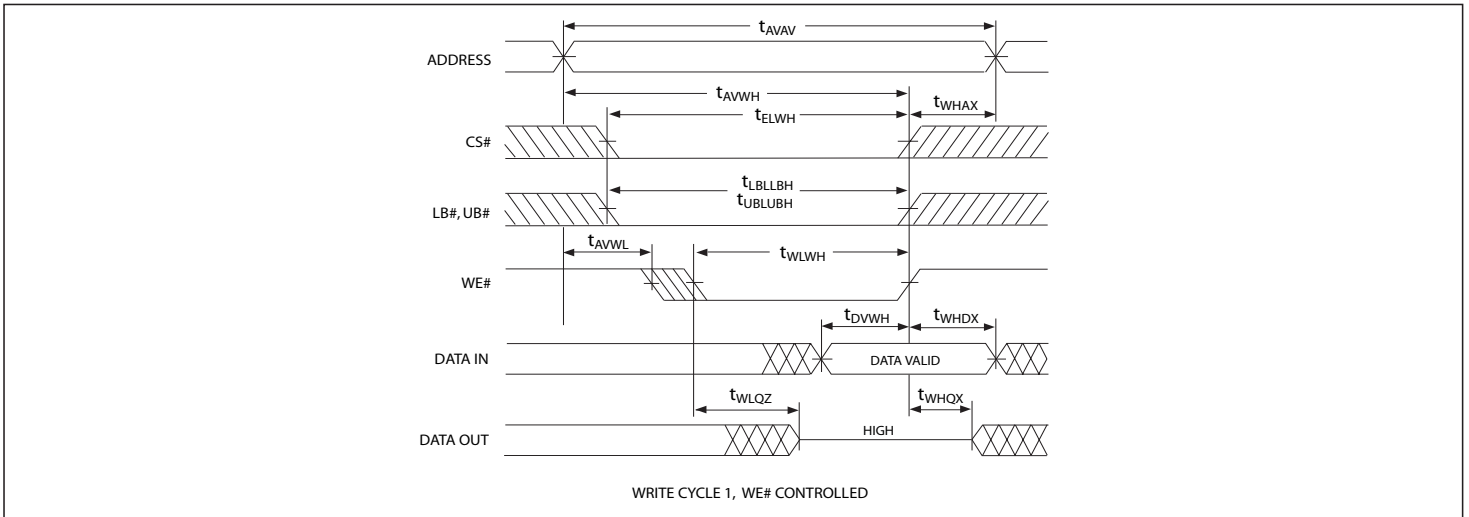 tAVAV
ADDRESS
tAVWH
tWHAX
tELWH
CS#
tLBLLBH
tUBLUBH
LB#, UB#
tAVWL
tWLWH
WE#
tDVWH
tWHDX
DATA IN
DATA VALID
tWLQZ
tWHQX
DATA OUT
HIGH
WRITE CYCLE 1, WE# CONTROLLED